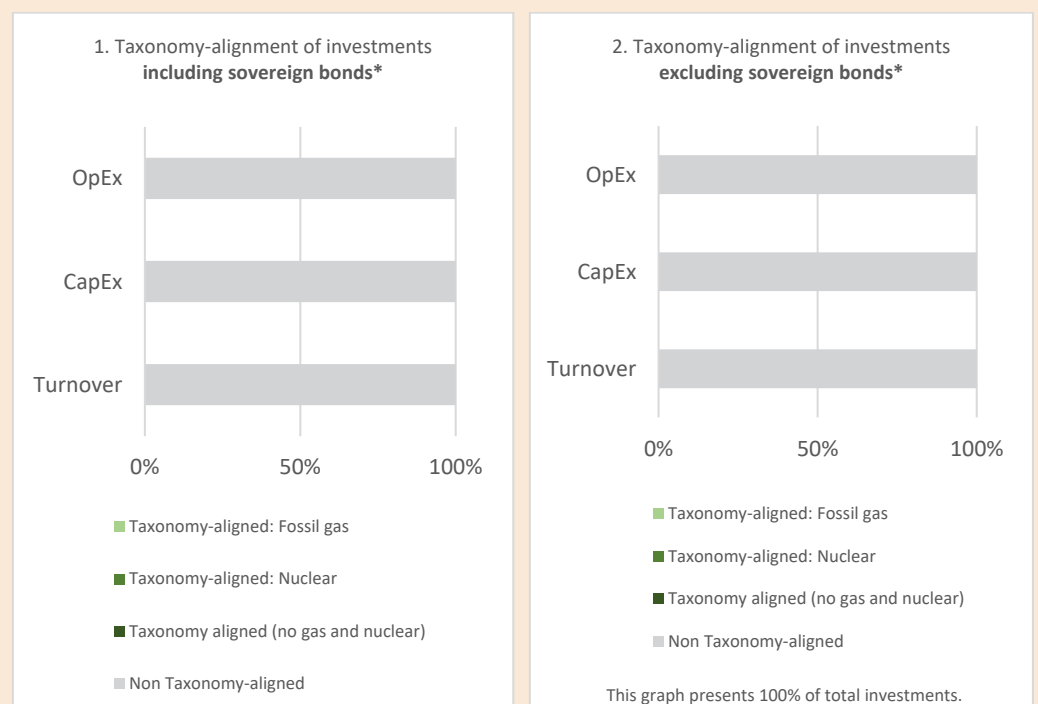 1. Taxonomy-alignment of investments
including sovereign bonds*
OpEx
CapEx
Turnover
0% 50% 100%
Taxonomy-aligned: Fossil gas
Taxonomy-aligned: Nuclear
Taxonomy aligned (no gas and nuclear)
Non Taxonomy-aligned
2. Taxonomy-alignment of investments
excluding sovereign bonds*
OpEx
CapEx
Turnover
0% 50% 100%
Taxonomy-aligned: Fossil gas
Taxonomy-aligned: Nuclear
Taxonomy aligned (no gas and nuclear)
Non Taxonomy-aligned
This graph presents 100% of total investments.